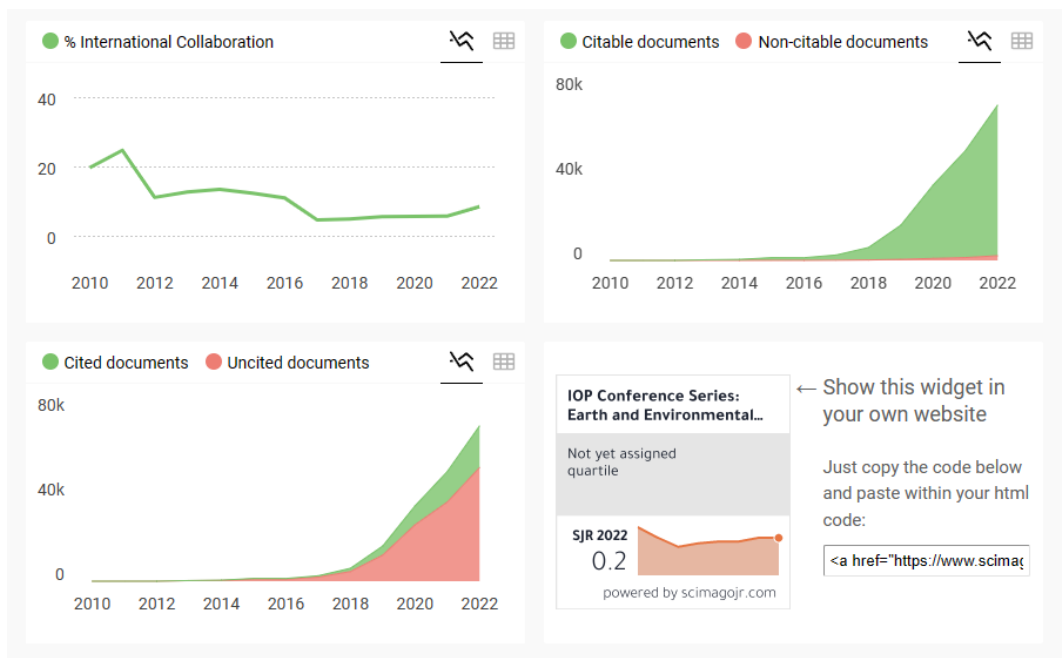 % International Collaboration
40
20
0
2010 2012 2014 2016 2018 2020 2022
Citable documents Non-citable documents
80k
40k
0
2010 2012 2014 2016 2018 2020 2022
Cited documents Uncited documents
80k
40k
0
2010 2012 2014 2016 2018 2020 2022
IOP Conference Series:
Earth and Environmental...
Not yet assigned
quartile
SJR 2022
0.2
powered by scimagojr.com
← Show this widget in
your own website
Just copy the code below
and paste within your html
code:
<a href="https://www.scimag